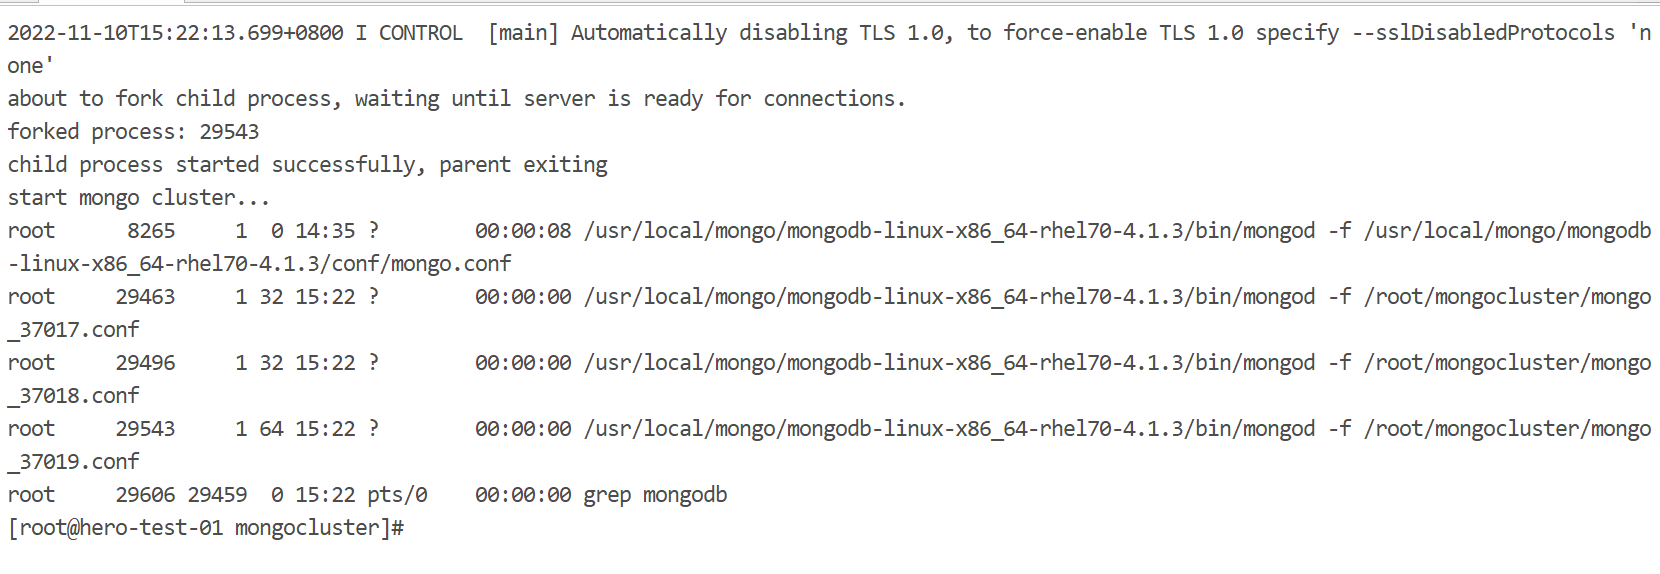 2022-11-10T15:22:13.699+0800 I CONTROL  [main] Automatically disabling TLS 1.0, to force-enable TLS 1.0 specify --sslDisabledProtocols 'n
one'
about to fork child process, waiting until server is ready for connections.
forked process: 29543
child process started successfully, parent exiting
start mongo cluster...
root      8265     1  0 14:35 ?        00:00:08 /usr/local/mongo/mongodb-linux-x86_64-rhel70-4.1.3/bin/mongod -f /usr/local/mongo/mongodb
-linux-x86_64-rhel70-4.1.3/conf/mongo.conf
root     29463     1 32 15:22 ?        00:00:00 /usr/local/mongo/mongodb-linux-x86_64-rhel70-4.1.3/bin/mongod -f /root/mongocluster/mongo
_37017.conf
root     29496     1 32 15:22 ?        00:00:00 /usr/local/mongo/mongodb-linux-x86_64-rhel70-4.1.3/bin/mongod -f /root/mongocluster/mongo
_37018.conf
root     29543     1 64 15:22 ?        00:00:00 /usr/local/mongo/mongodb-linux-x86_64-rhel70-4.1.3/bin/mongod -f /root/mongocluster/mongo
_37019.conf
root     29606 29459  0 15:22 pts/0    00:00:00 grep mongodb
[root@hero-test-01 mongocluster]#